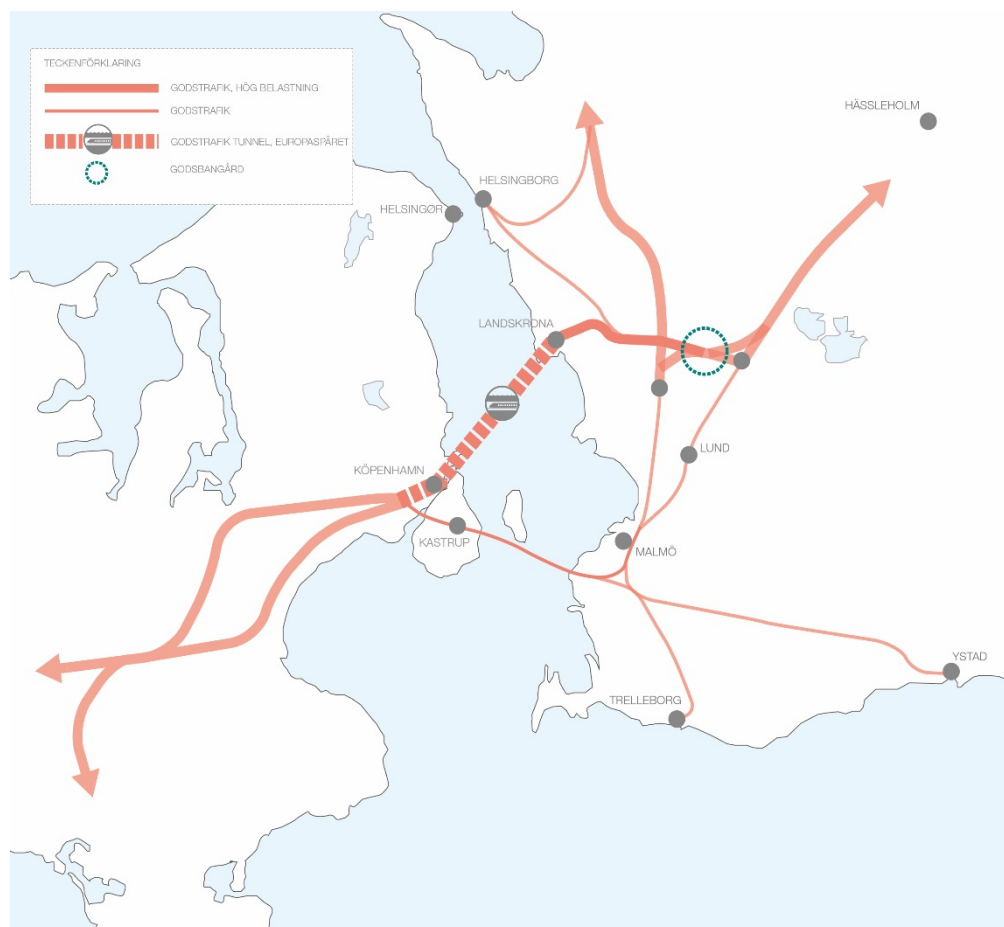 TECKENFÖRKLARING
GODSTRAFIK, HÖG BELASTNING
GODSTRAFIK
GODSTRAFIK TUNNEL, EUROPASPÅRET
GODSBANGÅRD
HÄSSLEHOLM
HELSINGBORG
HELSINGØR
LANDSKRONA
LUND
KÖPENHAMN
KASTRUP
MALMÖ
YSTAD
TRELLEBORG